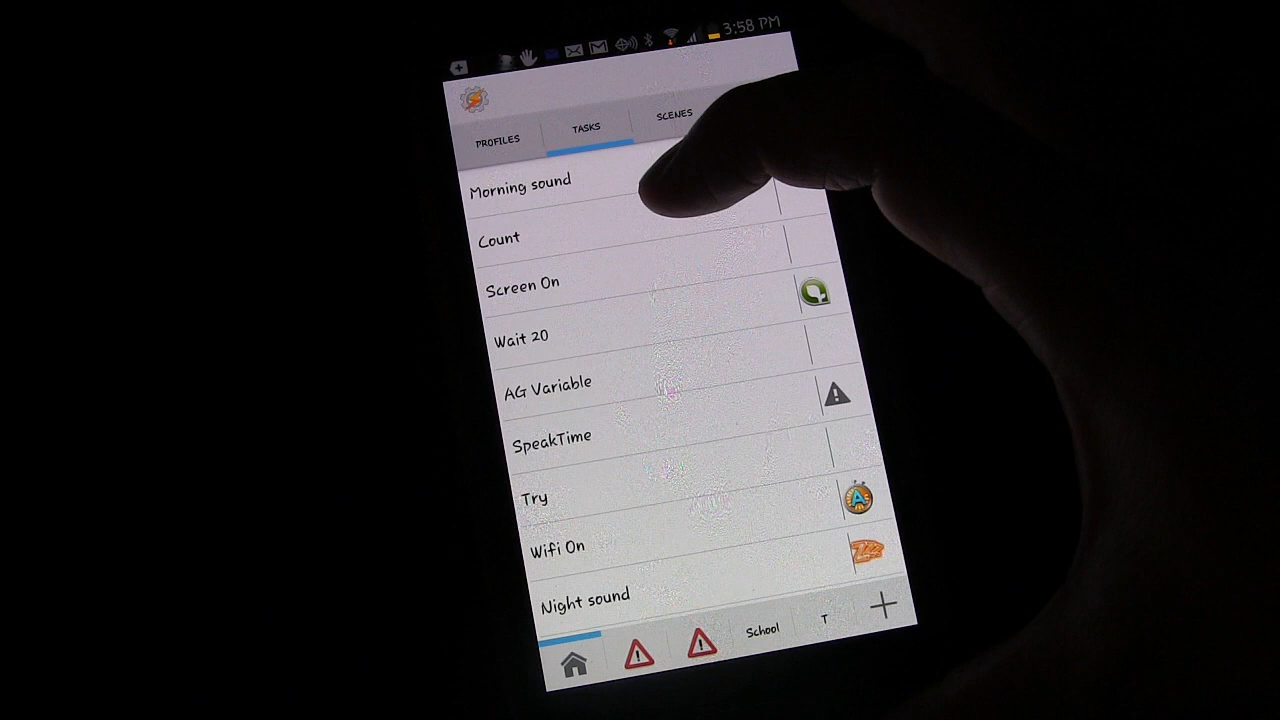 3:58 PM
PROFILES TASKS SCENES
Morning sound
Count
Screen On
Wait 20
AG Variable
SpeakTime
Try
Wifi On
Night sound
School T